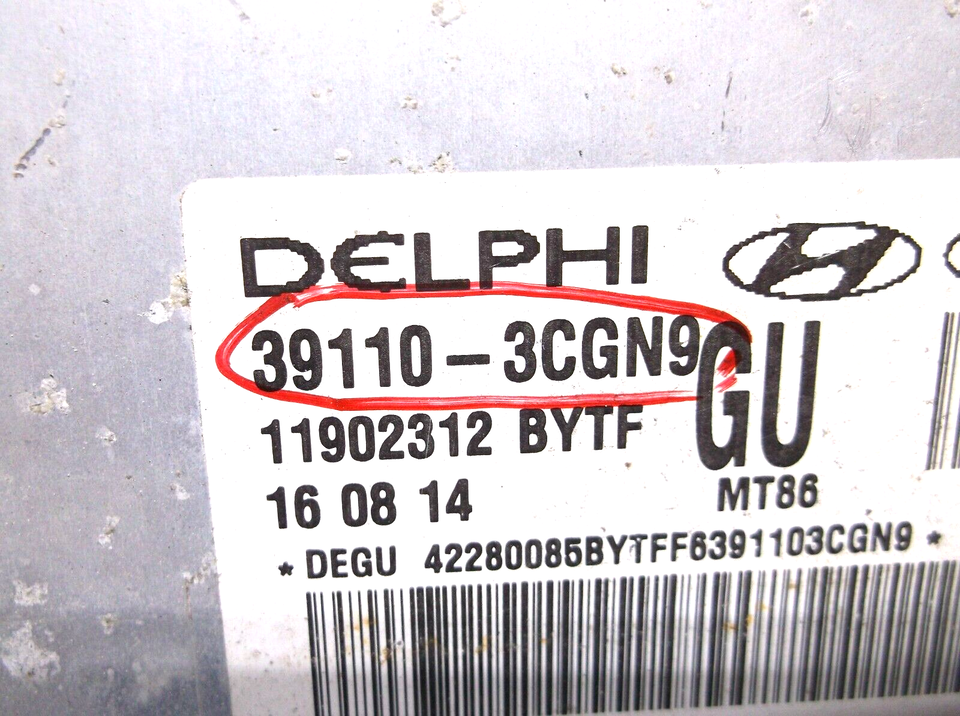 DELPHI
39110-3CGN9
GU
11902312 BYTF
16 08 14
MT86
* DEGU 42280085BYTFF6391103CGN9 *